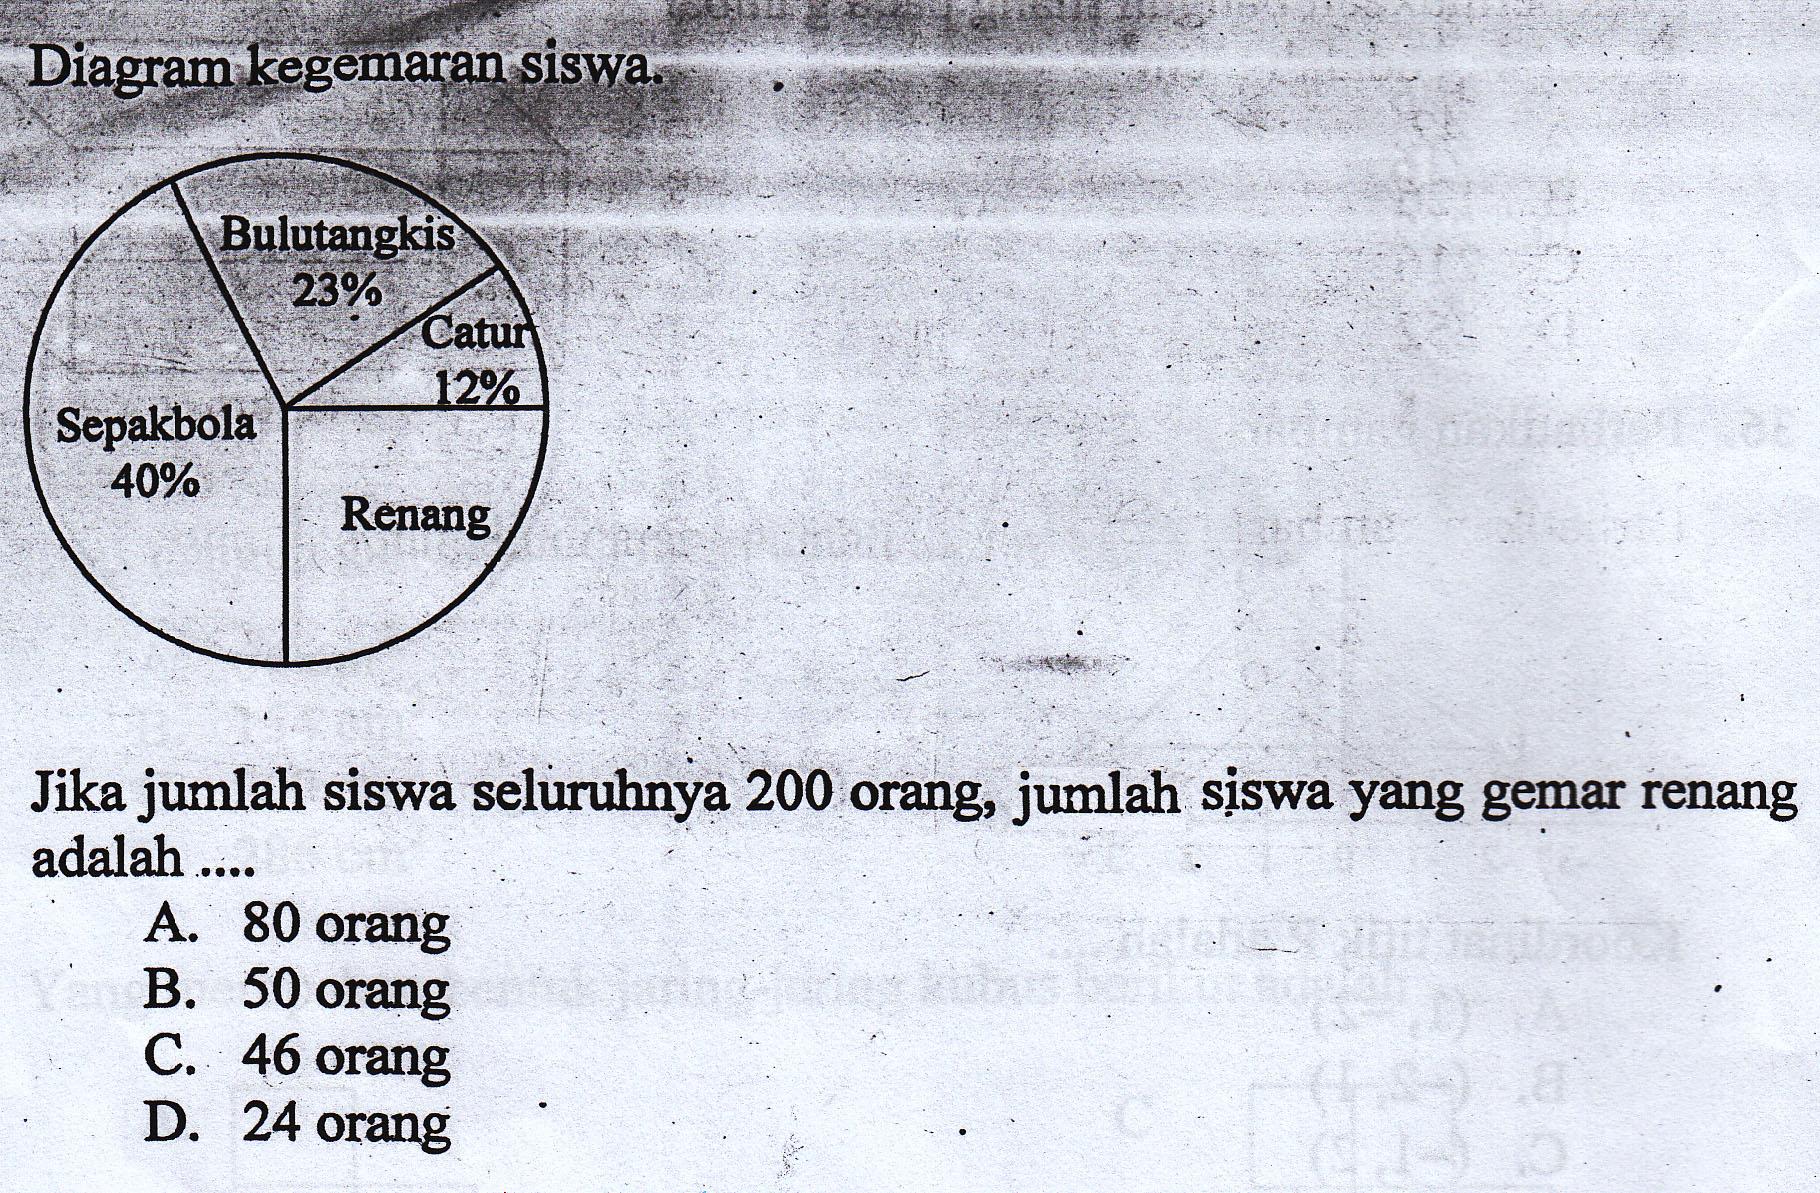 Diagram kegemaran siswa.
Bulutangkis
23%
Catur
12%
Sepakbola
40%
Renang
Jika jumlah siswa seluruhnya 200 orang, jumlah siswa yang gemar renang
adalah ....
A. 80 orang
B. 50 orang
C. 46 orang
D. 24 orang